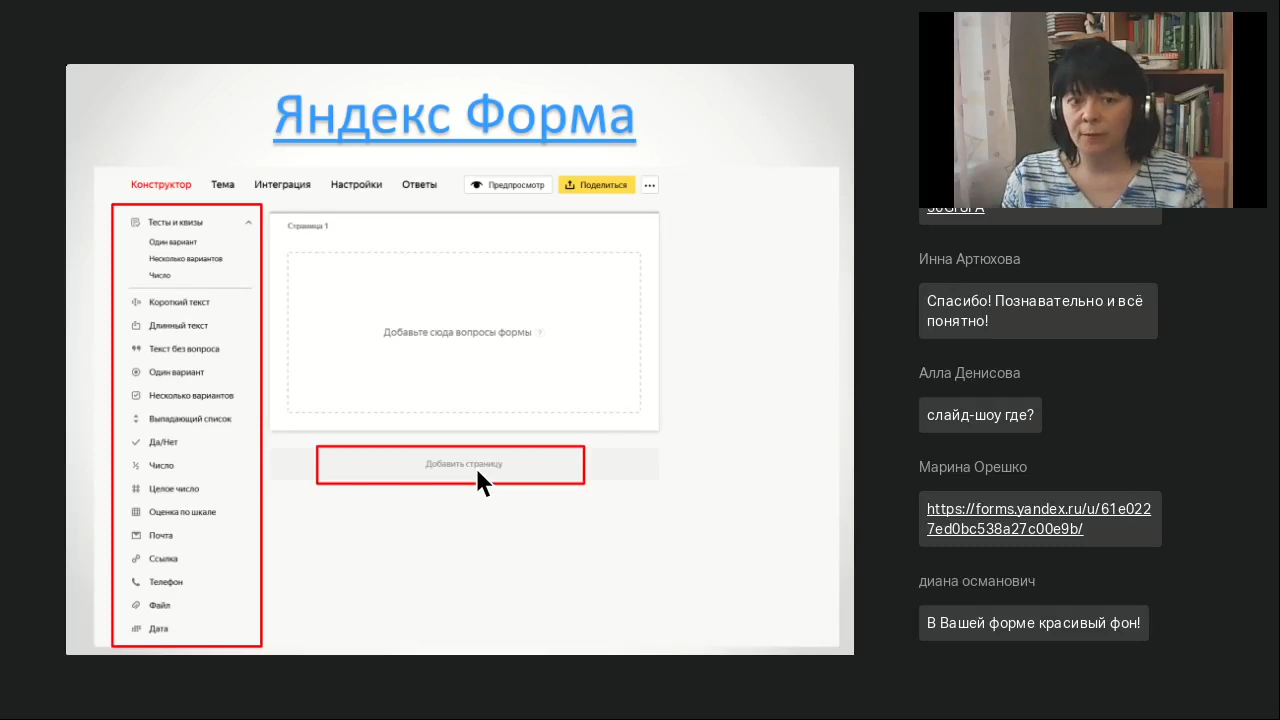 Яндекс Форма
Конструктор Тема Интеграция Настройки Ответы Предпросмотр Поделиться
Тесты и квизы
Один вариант
Несколько вариантов
Число
Короткий текст
Длинный текст
Текст без вопроса
Один вариант
Несколько вариантов
Выпадающий список
Да/Нет
Число
Целое число
Оценка по шкале
Почта
Ссылка
Телефон
Файл
Дата
Страница 1
Добавьте сюда вопросы формы ?
Добавить страницу
Инна Артюхова
Спасибо! Познавательно и всё
понятно!
Алла Денисова
слайд-шоу где?
Марина Орешко
https://forms.yandex.ru/u/61e022
7ed0bc538a27c00e9b/
диана османович
В Вашей форме красивый фон!